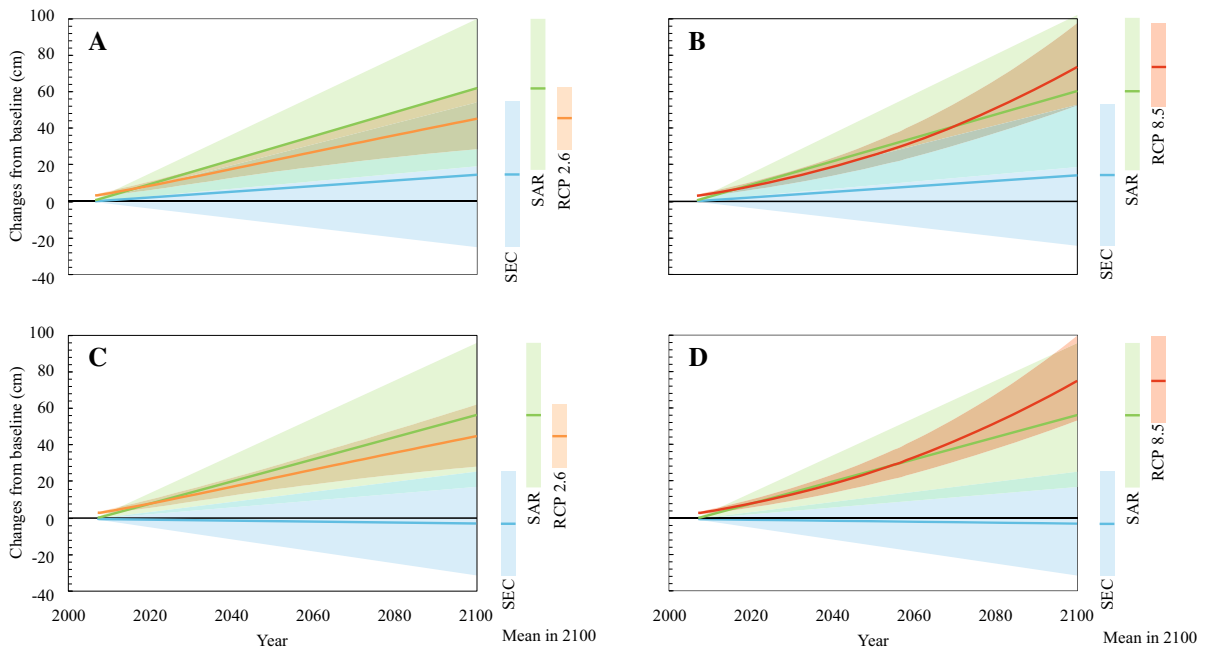 Changes from baseline (cm)
100
80
60
40
20
0
-20
-40
A
SEC
SAR
RCP 2.6
B
SEC
SAR
RCP 8.5
Changes from baseline (cm)
100
80
60
40
20
0
-20
-40
C
SEC
SAR
RCP 2.6
D
SEC
SAR
RCP 8.5
2000 2020 2040 2060 2080 2100
Year
Mean in 2100
2000 2020 2040 2060 2080 2100
Year
Mean in 2100